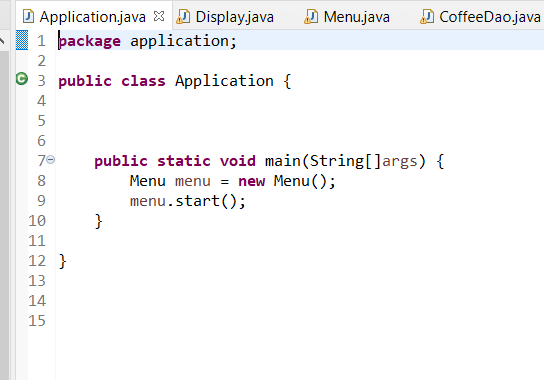 Application.java Display.java Menu.java CoffeeDao.java
1 package application;
2
3 public class Application {
4
5
6
7 public static void main(String[]args) {
8 Menu menu = new Menu();
9 menu.start();
10 }
11
12 }
13
14
15